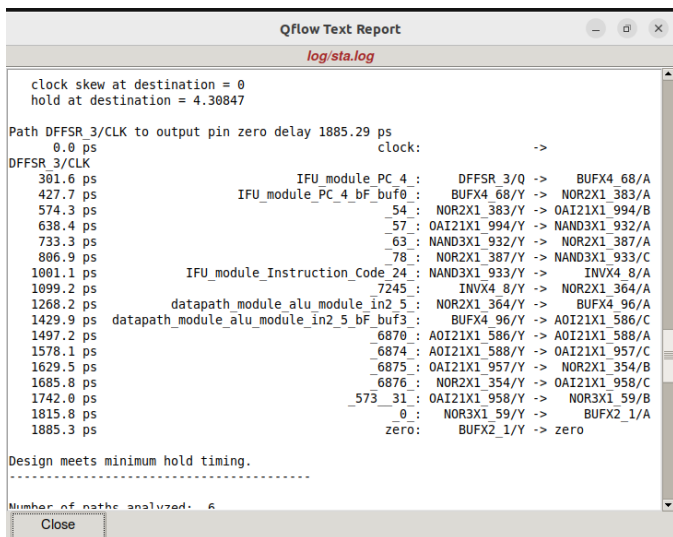 Qflow Text Report
log/sta.log
clock skew at destination = 0
hold at destination = 4.30847
Path DFFSR_3/CLK to output pin zero delay 1885.29 ps
0.0 ps clock: ->
DFFSR_3/CLK
301.6 ps IFU_module_PC_4_: DFFSR_3/Q -> BUFX4_68/A
427.7 ps IFU_module_PC_4_bF_buf0_: BUFX4_68/Y -> NOR2X1_383/A
574.3 ps _54_: NOR2X1_383/Y -> OAI21X1_994/B
638.4 ps _57_: OAI21X1_994/Y -> NAND3X1_932/A
733.3 ps _63_: NAND3X1_932/Y -> NOR2X1_387/A
806.9 ps _78_: NOR2X1_387/Y -> NAND3X1_933/C
1001.1 ps IFU_module_Instruction_Code_24_: NAND3X1_933/Y -> INVX4_8/A
1099.2 ps _7245_: INVX4_8/Y -> NOR2X1_364/A
1268.2 ps datapath_module_alu_module_in2_5_: NOR2X1_364/Y -> BUFX4_96/A
1429.9 ps datapath_module_alu_module_in2_5_bF_buf3_: BUFX4_96/Y -> AOI21X1_586/C
1497.2 ps _6870_: AOI21X1_586/Y -> AOI21X1_588/A
1578.1 ps _6874_: AOI21X1_588/Y -> OAI21X1_957/C
1629.5 ps _6875_: OAI21X1_957/Y -> NOR2X1_354/B
1685.8 ps _6876_: NOR2X1_354/Y -> OAI21X1_958/C
1742.0 ps _573__31_: OAI21X1_958/Y -> NOR3X1_59/B
1815.8 ps _0_: NOR3X1_59/Y -> BUFX2_1/A
1885.3 ps zero: BUFX2_1/Y -> zero
Design meets minimum hold timing.
-----------------------------------------
Number of paths analyzed: 6
Close